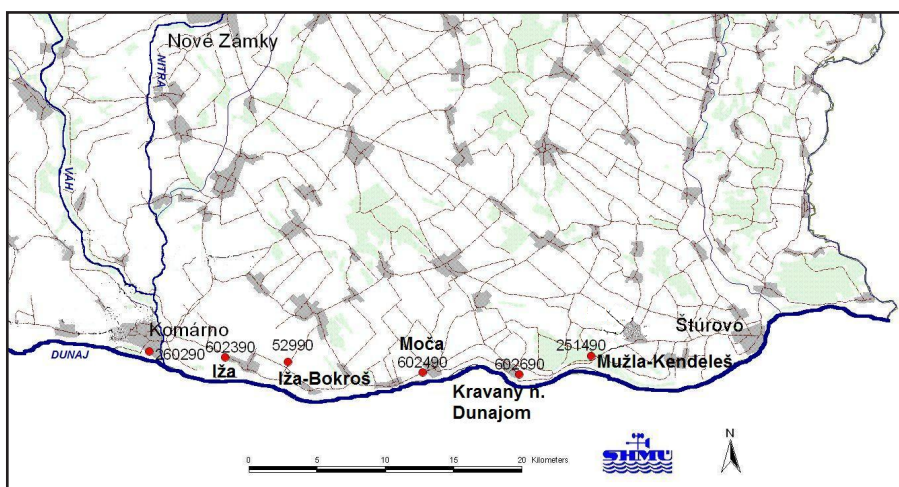 Nové Zámky
NITRA
VÁH
Komárno
602390
52990
Moča
251490
Štúrovo
DUNAJ
260290
Iža
Iža-Bokroš
602490
602690
Mužla-Kendeleš
Kravany n.
Dunajom
N
0 5 10 15 20 Kilometers
SHMU